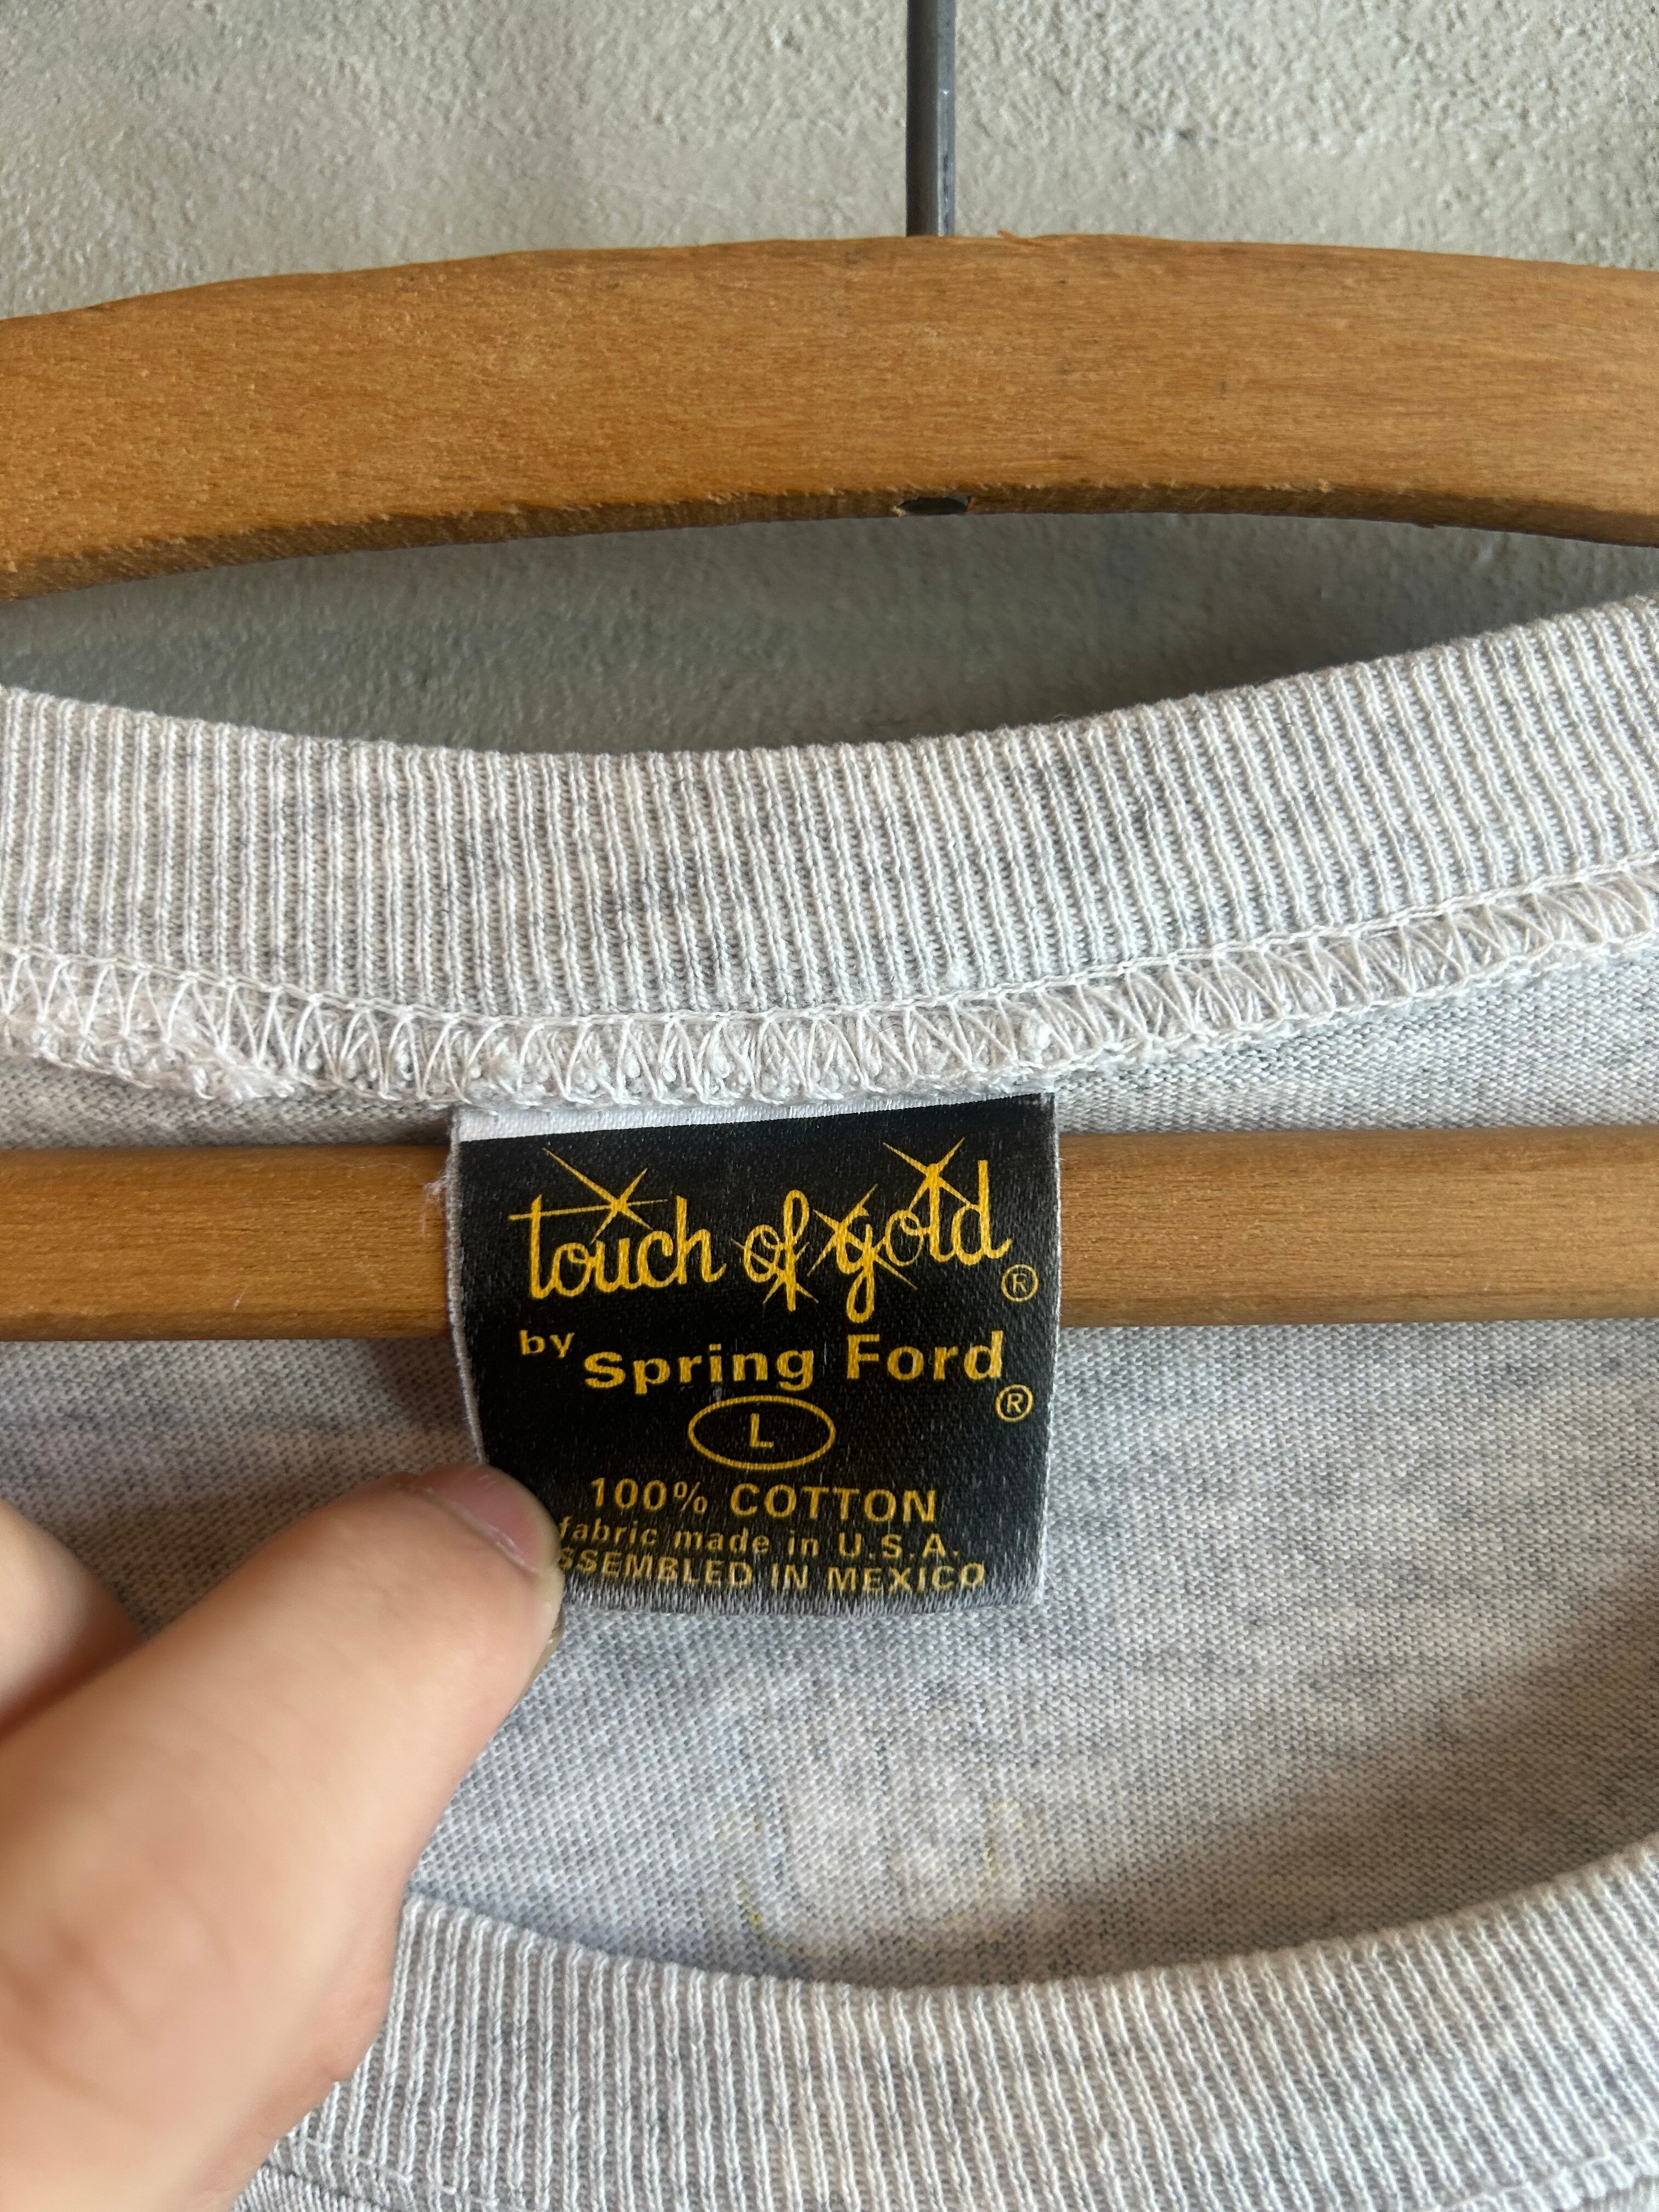 touch of gold ®
by Spring Ford ®
L
100% COTTON
fabric made in U.S.A.
SSEMBLED IN MEXICO